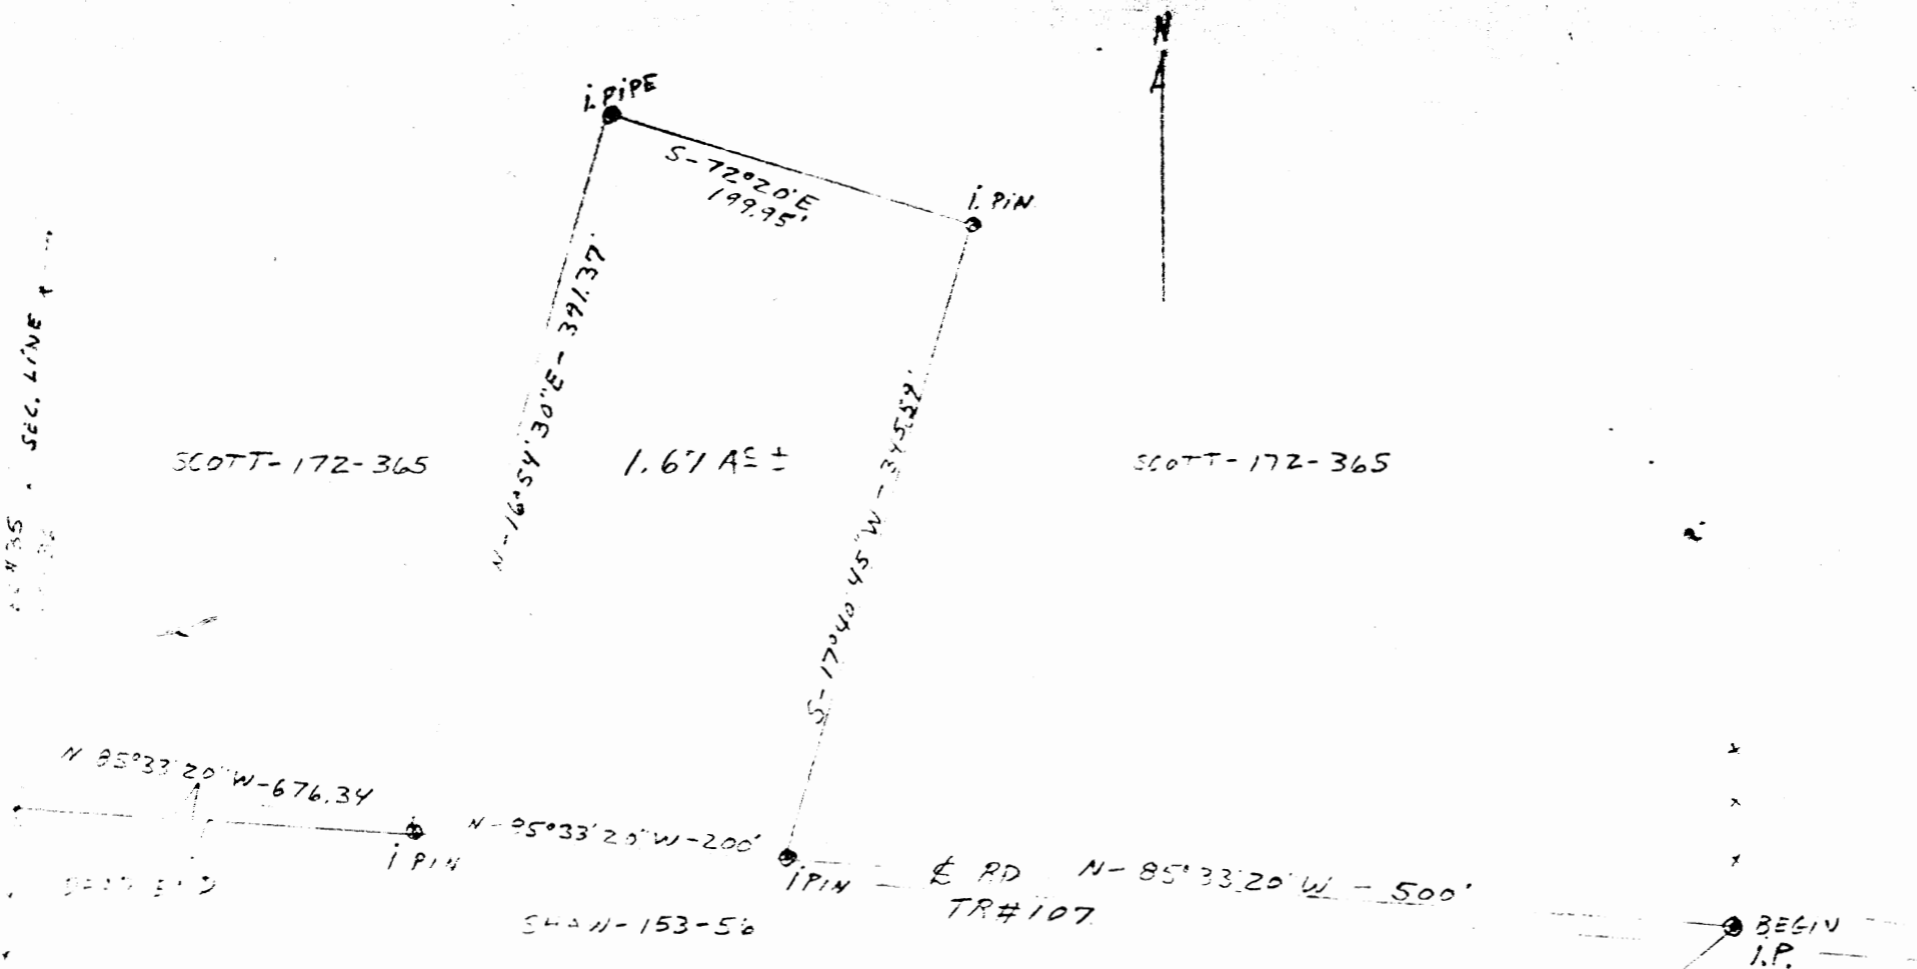 N
i. PiPE
S-72°20'E
199.95'
i. PiN
N-16°54'30"E-391.37'
S-17°40'45"W-345.52'
SEC. LINE
#35
SCOTT-172-365
1.67 AC ±
SCOTT-172-365
N 85°33'20"W-676.34
i PiN
N-85°33'20"W-200'
iPiN
℄ RD N-85°33'20"W - 500'
TR#107
153-56
BEGIN
I.P.